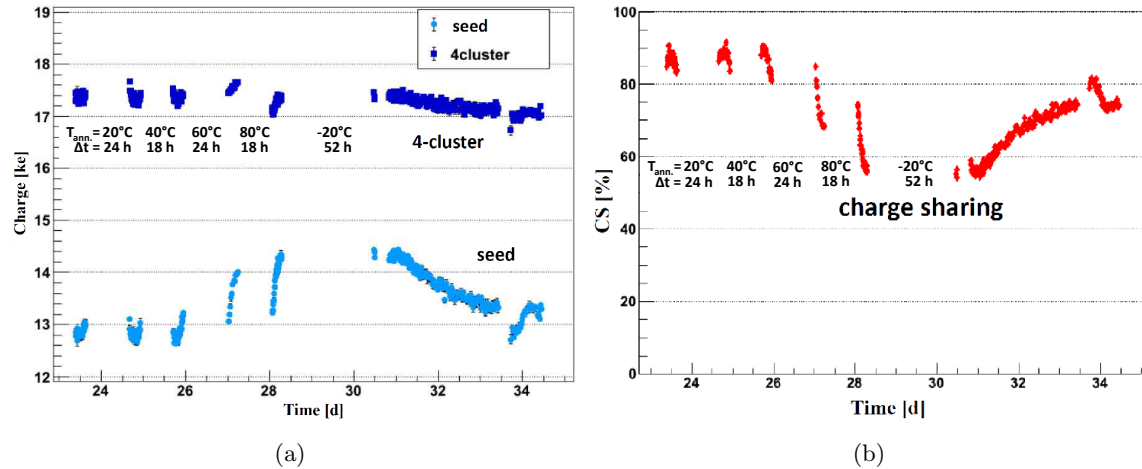 19
18
17
16
15
14
13
12
Charge [ke]
seed
4cluster
T_ann. = 20°C 40°C 60°C 80°C -20°C
Δt = 24 h 18 h 24 h 18 h 52 h
4-cluster
seed
24 26 28 30 32 34
Time [d]
(a)
100
80
60
40
20
0
CS [%]
T_ann. = 20°C 40°C 60°C 80°C -20°C
Δt = 24 h 18 h 24 h 18 h 52 h
charge sharing
24 26 28 30 32 34
Time [d]
(b)